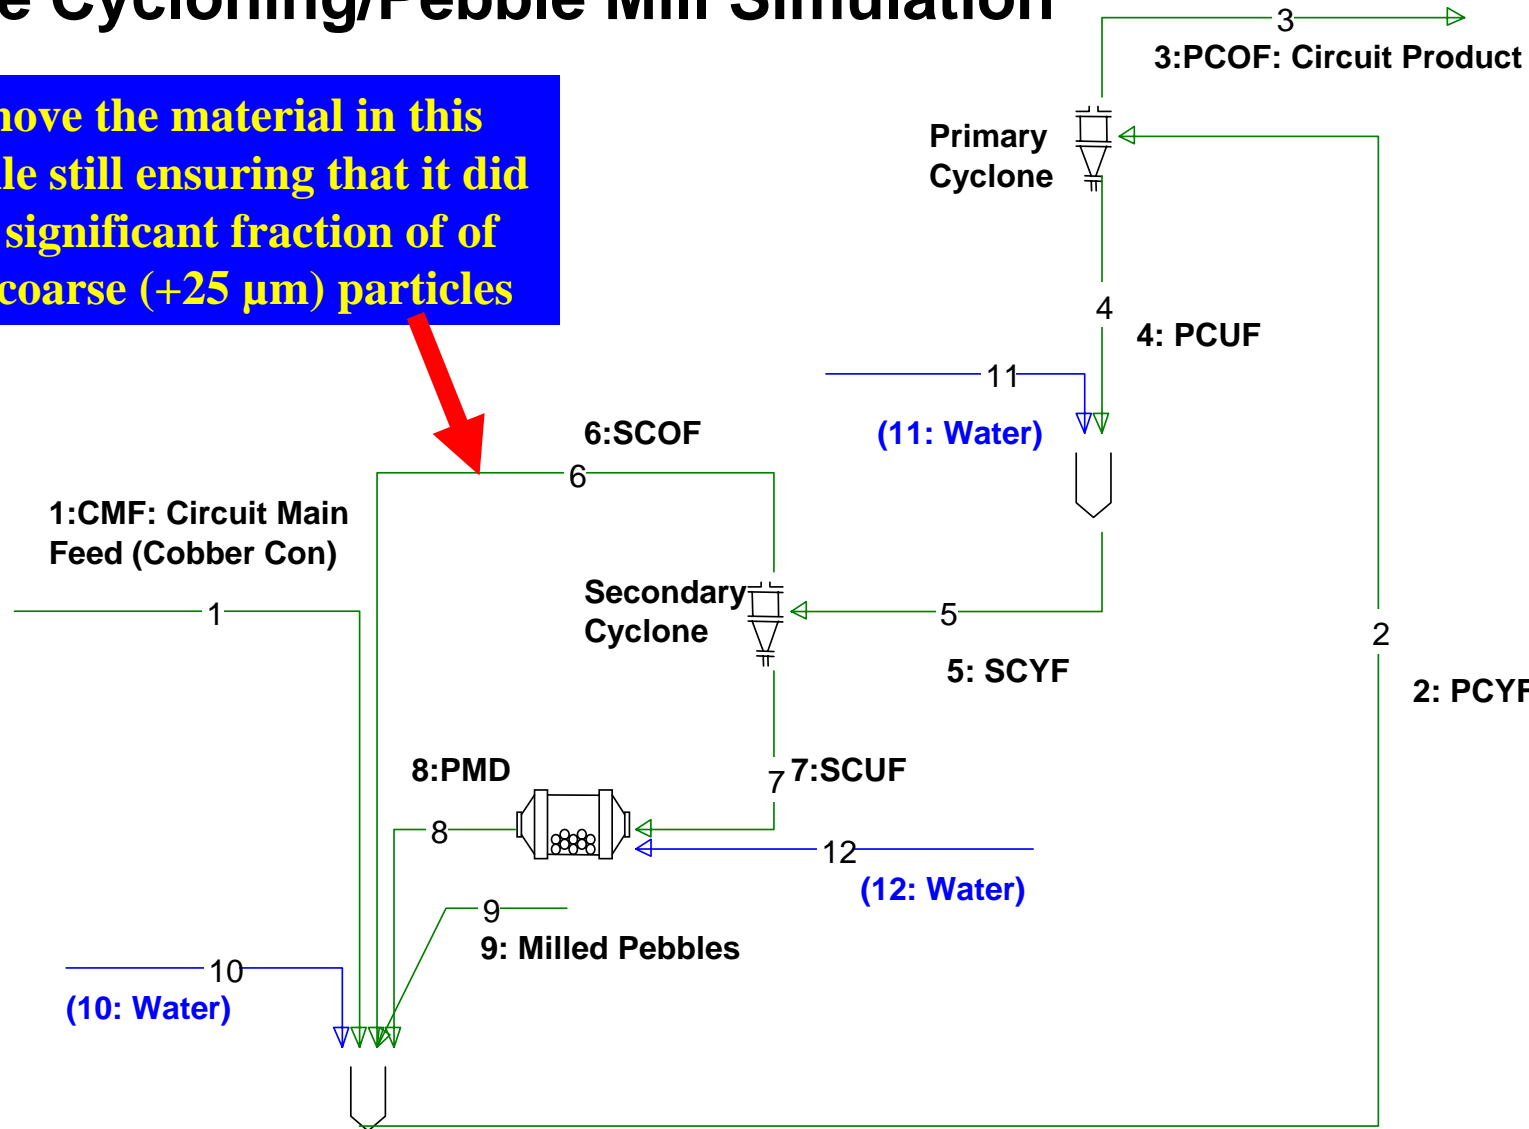 e Cycloning/Pebble Mill Simulation
3
3:PCOF: Circuit Product
move the material in this
le still ensuring that it did
significant fraction of of
coarse (+25 µm) particles
Primary
Cyclone
4
4: PCUF
11
(11: Water)
6:SCOF
6
1:CMF: Circuit Main
Feed (Cobber Con)
1
Secondary
Cyclone
5
5: SCYF
2
2: PCYF
8:PMD
7
7:SCUF
8
12
(12: Water)
9
9: Milled Pebbles
10
(10: Water)